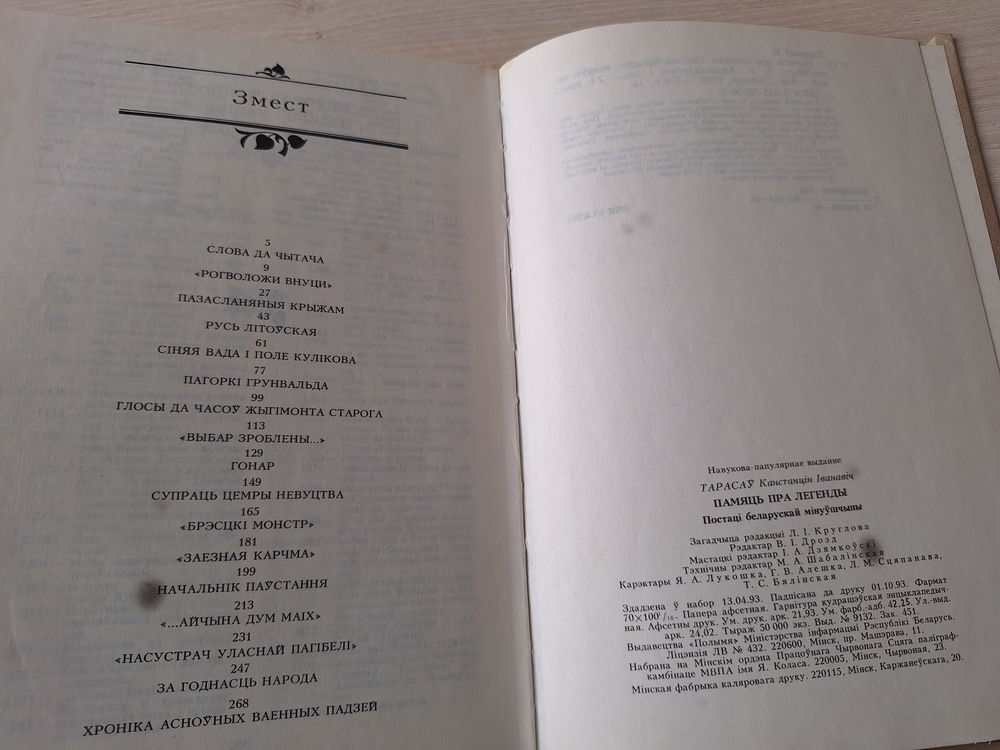 Змест
5
СЛОВА ДА ЧЫТАЧА
9
«РОГВОЛОЖИ ВНУЦИ»
27
ПАЗАСЛАНЯНЫЯ КРЫЖАМ
43
РУСЬ ЛІТОЎСКАЯ
61
СІНЯЯ ВАДА І ПОЛЕ КУЛІКОВА
77
ПАГОРКІ ГРУНВАЛЬДА
99
ГЛОСЫ ДА ЧАСОЎ ЖЫГІМОНТА СТАРОГА
113
«ВЫБАР ЗРОБЛЕНЫ...»
129
ГОНАР
149
СУПРАЦЬ ЦЕМРЫ НЕВУЦТВА
165
«БРЭСЦКІ МОНСТР»
181
«ЗАЕЗНАЯ КАРЧМА»
199
НАЧАЛЬНІК ПАЎСТАННЯ
213
«...АЙЧЫНА ДУМ МАІХ»
231
«НАСУСТРАЧ УЛАСНАЙ ПАГІБЕЛІ»
247
ЗА ГОДНАСЦЬ НАРОДА
268
ХРОНІКА АСНОЎНЫХ ВАЕННЫХ ПАДЗЕЙ
Навукова-папулярнае выданне
ТАРАСАЎ Канстанцін Іванавіч
ПАМЯЦЬ ПРА ЛЕГЕНДЫ
Постаці беларускай мінуўшчыны
Загадчыца рэдакцыі Л. І. Круглова
Рэдактар В. І. Дрозд
Мастацкі рэдактар І. А. Дзямкоўскі
Тэхнічны рэдактар М. А. Шабалінская
Карэктары Я. А. Лукошка, Г. В. Алешка, Л. М. Сцяпанава,
Т. С. Бялінская
Здадзена ў набор 13.04.93. Падпісана да друку 01.10.93. Фармат
70×100¹/₁₆. Папера афсетная. Гарнітура кудрашэўская энцыклапедыч-
ная. Афсетны друк. Ум. друк. арк. 21,93. Ум. фарб.-адб. 42,25. Ул.-выд.
арк. 24,02. Тыраж 50 000 экз. Выд. № 9132. Зак. 451.
Выдавецтва «Полымя» Міністэрства інфармацыі Рэспублікі Беларусь.
Ліцэнзія ЛВ № 432. 220600, Мінск, пр. Машэрава, 11.
Набрана на Мінскім ордэна Працоўнага Чырвонага Сцяга паліграф-
камбінаце МВПА імя Я. Коласа. 220005, Мінск, Чырвоная, 23.
Мінская фабрыка каляровага друку. 220115, Мінск, Каржанеўскага, 20.